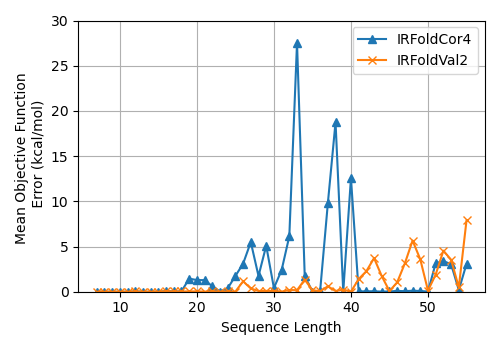 30
25
20
15
10
5
0
Mean Objective Function
Error (kcal/mol)
IRFoldCor4
IRFoldVal2
10 20 30 40 50
Sequence Length